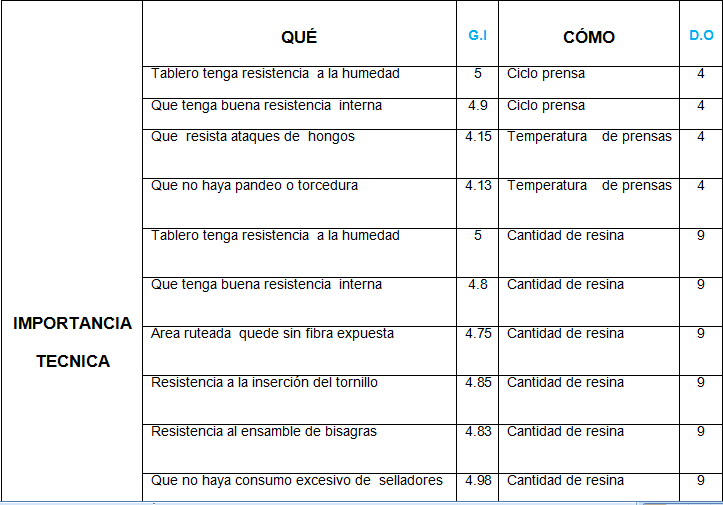 QUÉ G.I CÓMO D.O
Tablero tenga resistencia a la humedad 5 Ciclo prensa 4
Que tenga buena resistencia interna 4.9 Ciclo prensa 4
Que resista ataques de hongos 4.15 Temperatura de prensas 4
Que no haya pandeo o torcedura 4.13 Temperatura de prensas 4
Tablero tenga resistencia a la humedad 5 Cantidad de resina 9
Que tenga buena resistencia interna 4.8 Cantidad de resina 9
IMPORTANCIA
TECNICA
Area ruteada quede sin fibra expuesta 4.75 Cantidad de resina 9
Resistencia a la inserción del tornillo 4.85 Cantidad de resina 9
Resistencia al ensamble de bisagras 4.83 Cantidad de resina 9
Que no haya consumo excesivo de selladores 4.98 Cantidad de resina 9